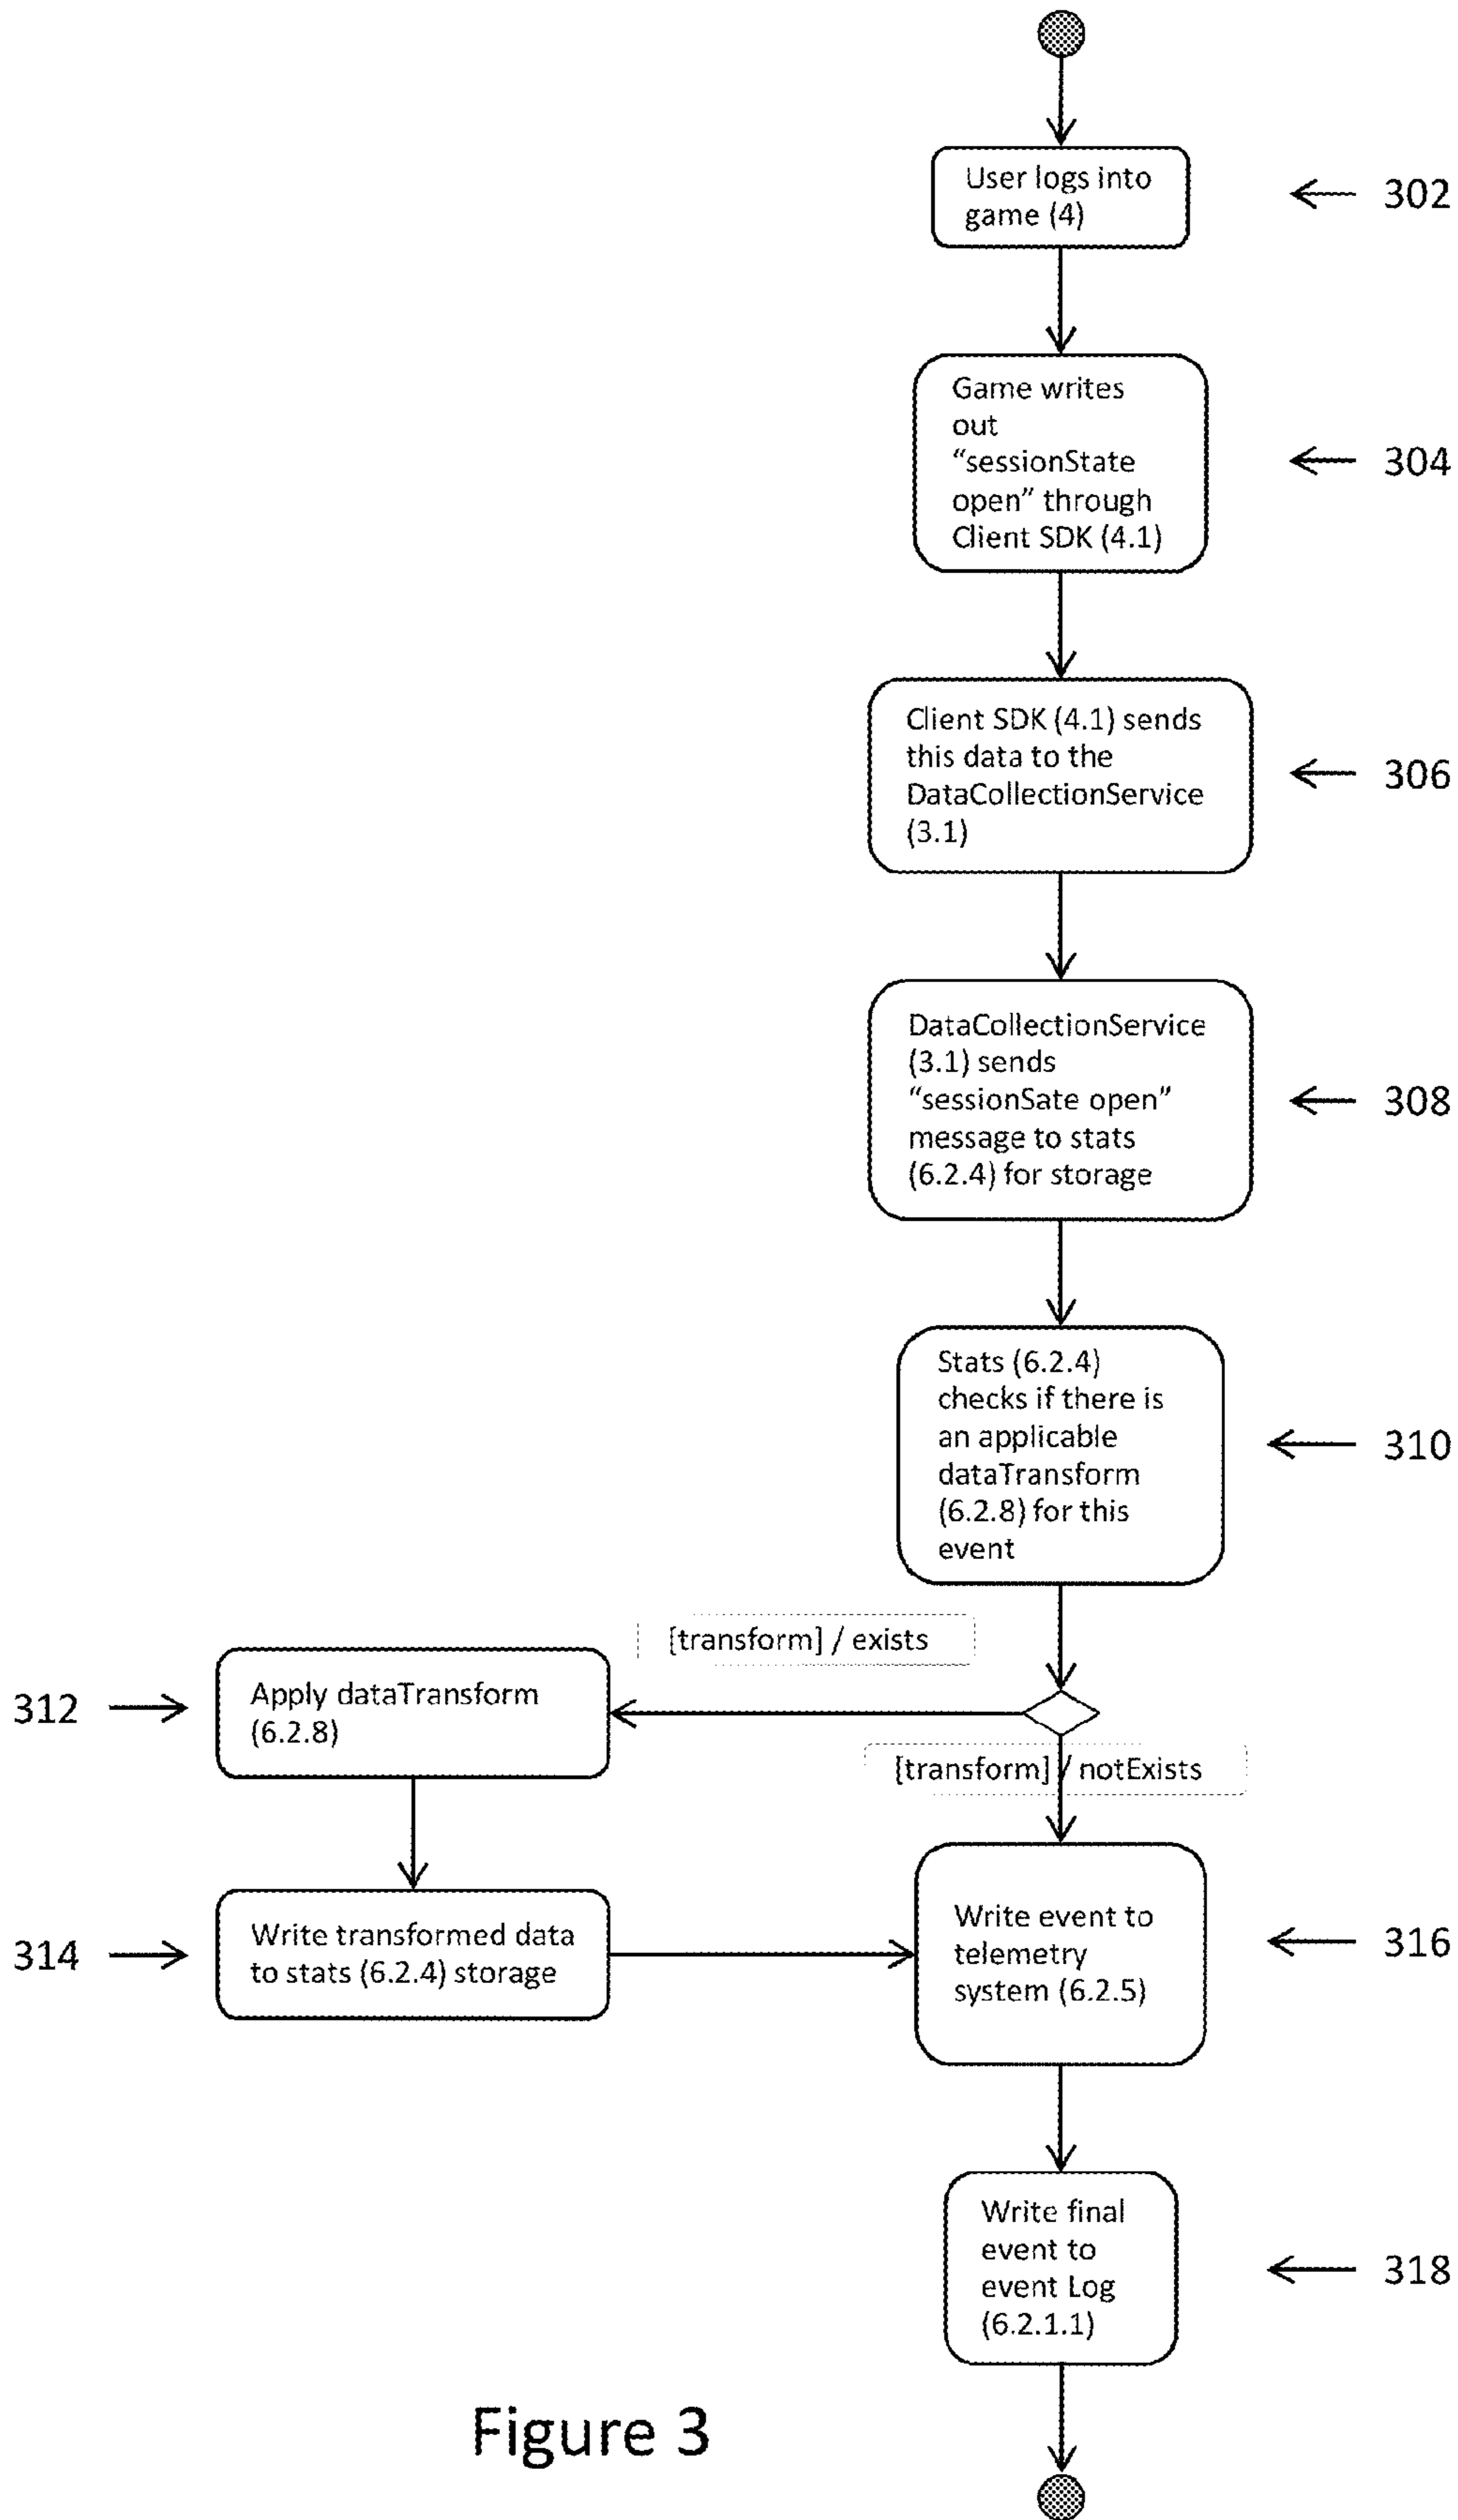 User logs into
game (4)
302
Game writes
out
“sessionState
open” through
Client SDK (4.1)
304
Client SDK (4.1) sends
this data to the
DataCollectionService
(3.1)
306
DataCollectionService
(3.1) sends
“sessionSate open”
message to stats
(6.2.4) for storage
308
Stats (6.2.4)
checks if there is
an applicable
dataTransform
(6.2.8) for this
event
310
[transform] / exists
312
Apply dataTransform
(6.2.8)
[transform] / notExists
314
Write transformed data
to stats (6.2.4) storage
Write event to
telemetry
system (6.2.5)
316
Write final
event to
event Log
(6.2.1.1)
318
Figure 3